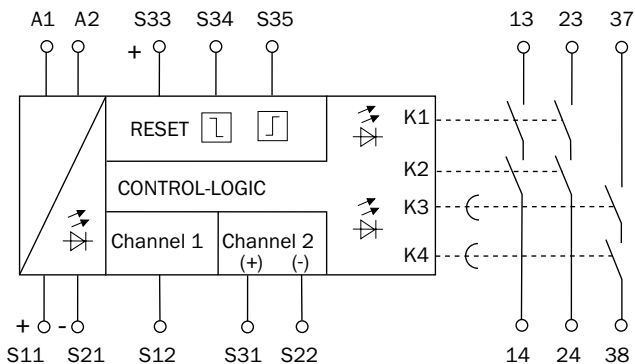 A1 A2 S33 S34 S35 13 23 37
+
RESET
K1
K2
CONTROL-LOGIC
K3
Channel 1 Channel 2
K4
(+) (-)
+ -
S11 S21 S12 S31 S22 14 24 38